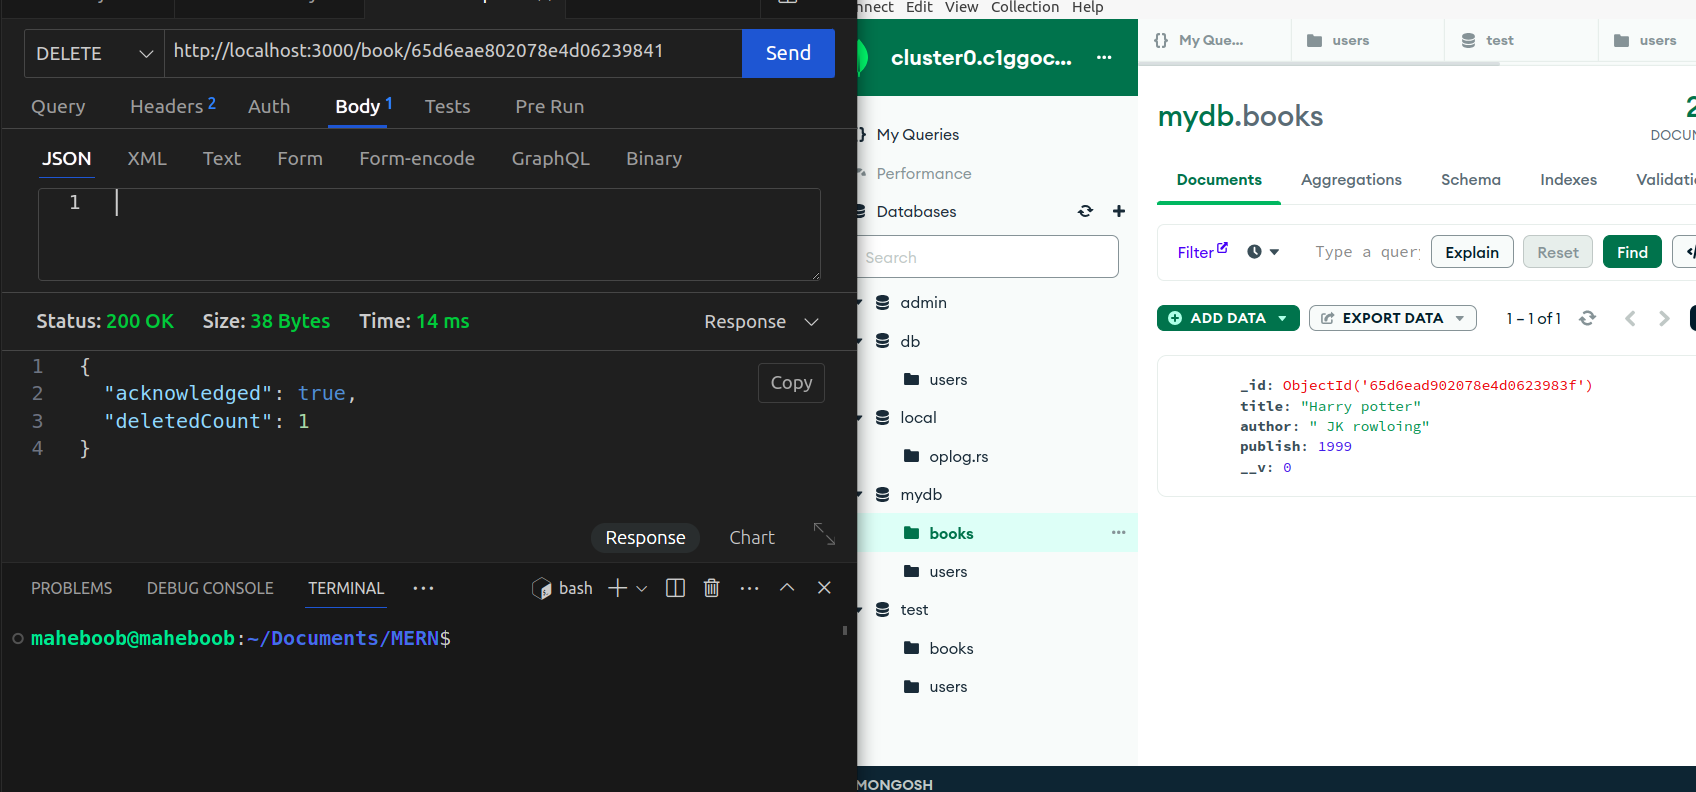 DELETE
http://localhost:3000/book/65d6eae802078e4d06239841
Send
Query
Headers 2
Auth
Body 1
Tests
Pre Run
JSON
XML
Text
Form
Form-encode
GraphQL
Binary
1
Status: 200 OK
Size: 38 Bytes
Time: 14 ms
Response
1 {
2 "acknowledged": true,
3 "deletedCount": 1
4 }
Copy
Response
Chart
PROBLEMS
DEBUG CONSOLE
TERMINAL
bash
maheboob@maheboob:~/Documents/MERN$
Edit View Collection Help
cluster0.c1ggoc...
My Queries
Performance
Databases
Search
admin
db
users
local
oplog.rs
mydb
books
users
test
books
users
{} My Que...
users
test
users
mydb.books
2
Documents
Aggregations
Schema
Indexes
Filter
Type a query
Explain
Reset
Find
ADD DATA
EXPORT DATA
1 – 1 of 1
_id: ObjectId('65d6ead902078e4d0623983f')
title: "Harry potter"
author: " JK rowloing"
publish: 1999
__v: 0
MONGOSH